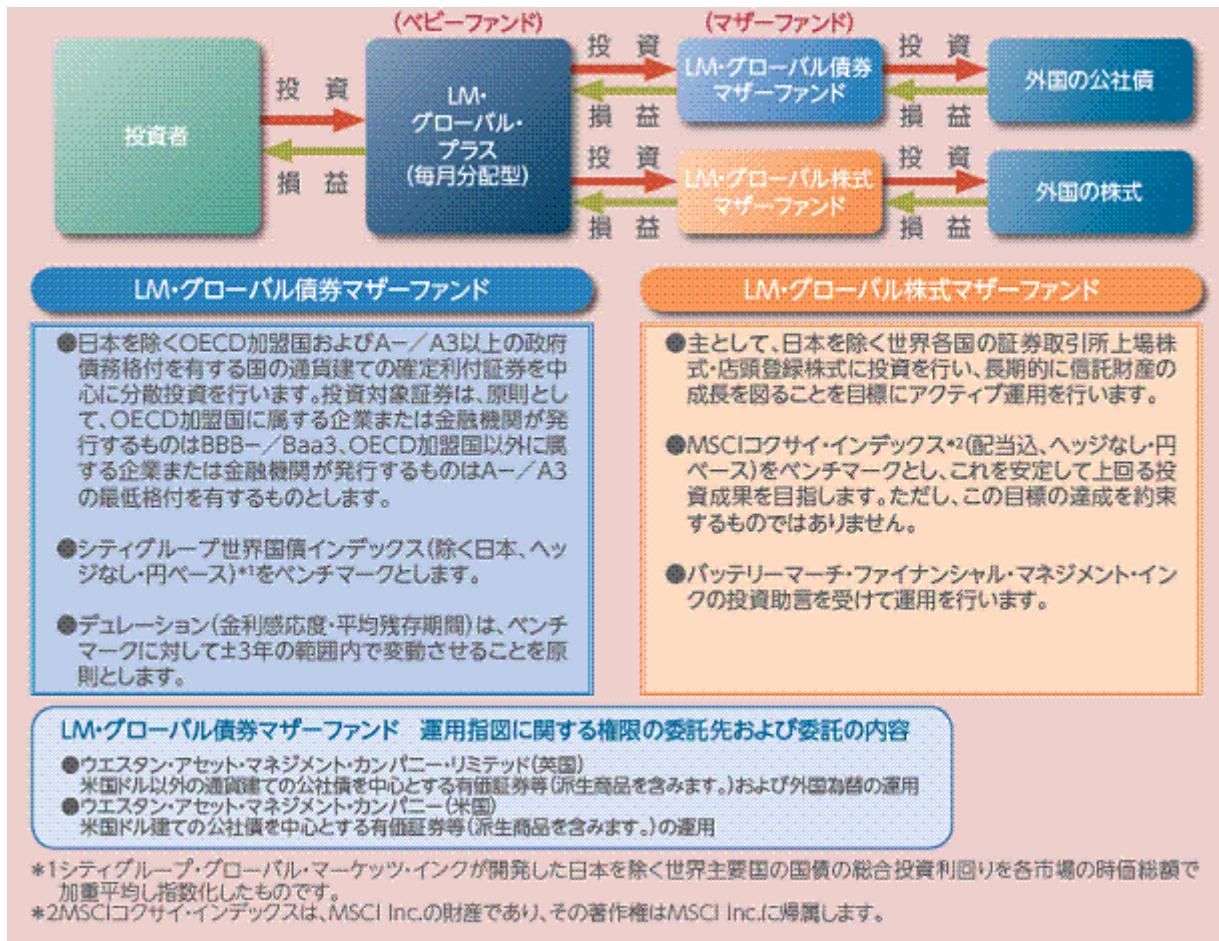 (ベビーファンド)
(マザーファンド)
投資者
投 資
損 益
LM・
グローバル・
プラス
(毎月分配型)
投 資
損 益
LM・グローバル債券
マザーファンド
投 資
損 益
外国の公社債
投 資
損 益
LM・グローバル株式
マザーファンド
投 資
損 益
外国の株式
LM・グローバル債券マザーファンド
●日本を除くOECD加盟国およびA−／A3以上の政府
債務格付を有する国の通貨建ての確定利付証券を中
心に分散投資を行います。投資対象証券は、原則とし
て、OECD加盟国に属する企業または金融機関が発
行するものはBBB−／Baa3、OECD加盟国以外に属
する企業または金融機関が発行するものはA−／A3
の最低格付を有するものとします。
●シティグループ世界国債インデックス(除く日本、ヘッ
ジなし・円ベース)*1をベンチマークとします。
●デュレーション(金利感応度・平均残存期間)は、ベンチ
マークに対して±3年の範囲内で変動させることを原
則とします。
LM・グローバル株式マザーファンド
●主として、日本を除く世界各国の証券取引所上場株
式・店頭登録株式に投資を行い、長期的に信託財産の
成長を図ることを目標にアクティブ運用を行います。
●MSCIコクサイ・インデックス*2(配当込、ヘッジなし・円
ベース)をベンチマークとし、これを安定して上回る投
資成果を目指します。ただし、この目標の達成を約束
するものではありません。
●バッテリーマーチ・ファイナンシャル・マネジメント・イン
クの投資助言を受けて運用を行います。
LM・グローバル債券マザーファンド　運用指図に関する権限の委託先および委託の内容
●ウエスタン・アセット・マネジメント・カンパニー・リミテッド(英国)
米国ドル以外の通貨建ての公社債を中心とする有価証券等(派生商品を含みます。)および外国為替の運用
●ウエスタン・アセット・マネジメント・カンパニー(米国)
米国ドル建ての公社債を中心とする有価証券等(派生商品を含みます。)の運用
*1シティグループ・グローバル・マーケッツ・インクが開発した日本を除く世界主要国の国債の総合投資利回りを各市場の時価総額で
加重平均し指数化したものです。
*2MSCIコクサイ・インデックスは、MSCI Inc.の財産であり、その著作権はMSCI Inc.に帰属します。